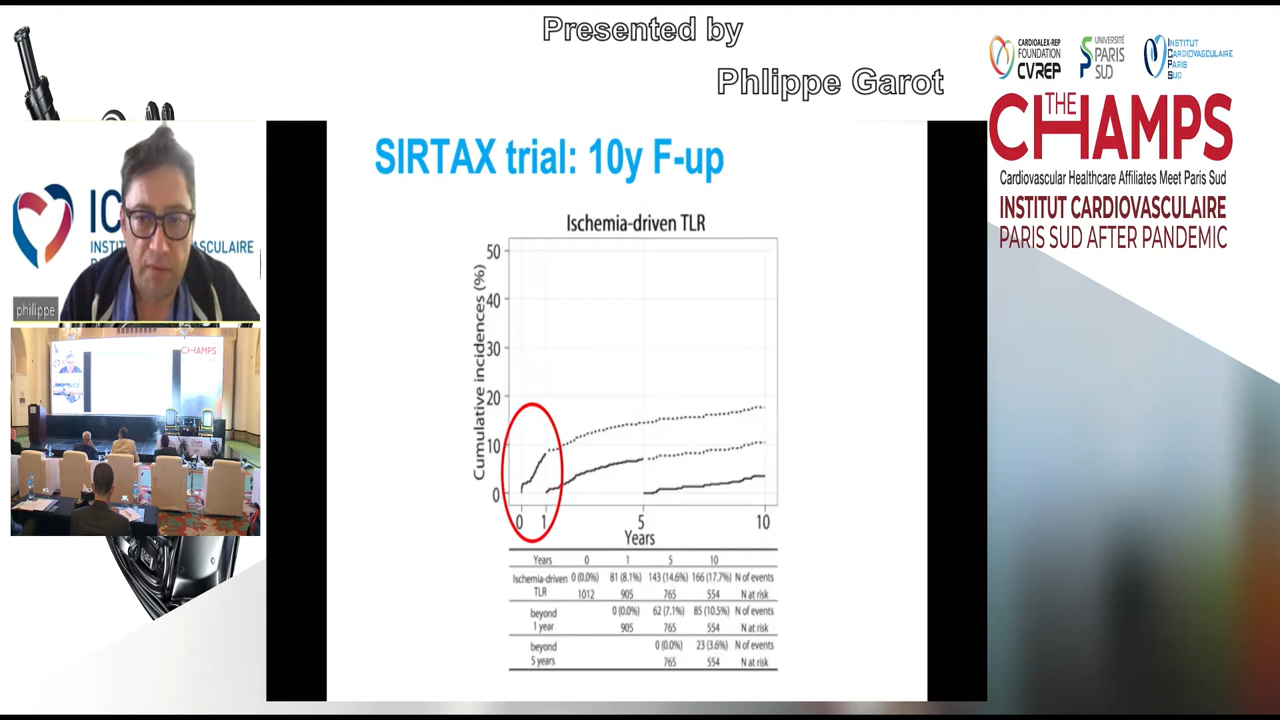 Presented by
Phlippe Garot
CARDIOALEX-REP
FOUNDATION
CVREP
UNIVERSITÉ
PARIS
SUD
INSTITUT
CARDIOVASCULAIRE
PARIS
SUD
THE
CHAMPS
Cardiovascular Healthcare Affiliates Meet Paris Sud
INSTITUT CARDIOVASCULAIRE
PARIS SUD AFTER PANDEMIC
IC
INSTIT
SCULAIRE
philippe
CHAMPS
SIRTAX trial: 10y F-up
Ischemia-driven TLR
Cumulative incidences (%)
50
40
30
20
10
0
0 1 5 10
Years
Years 0 1 5 10
Ischemia-driven 0 (0.0%) 81 (8.1%) 143 (14.6%) 166 (17.7%) N of events
TLR 1012 905 765 554 N at risk
beyond 0 (0.0%) 62 (7.1%) 85 (10.5%) N of events
1 year 905 765 554 N at risk
beyond 0 (0.0%) 23 (3.6%) N of events
5 years 765 554 N at risk